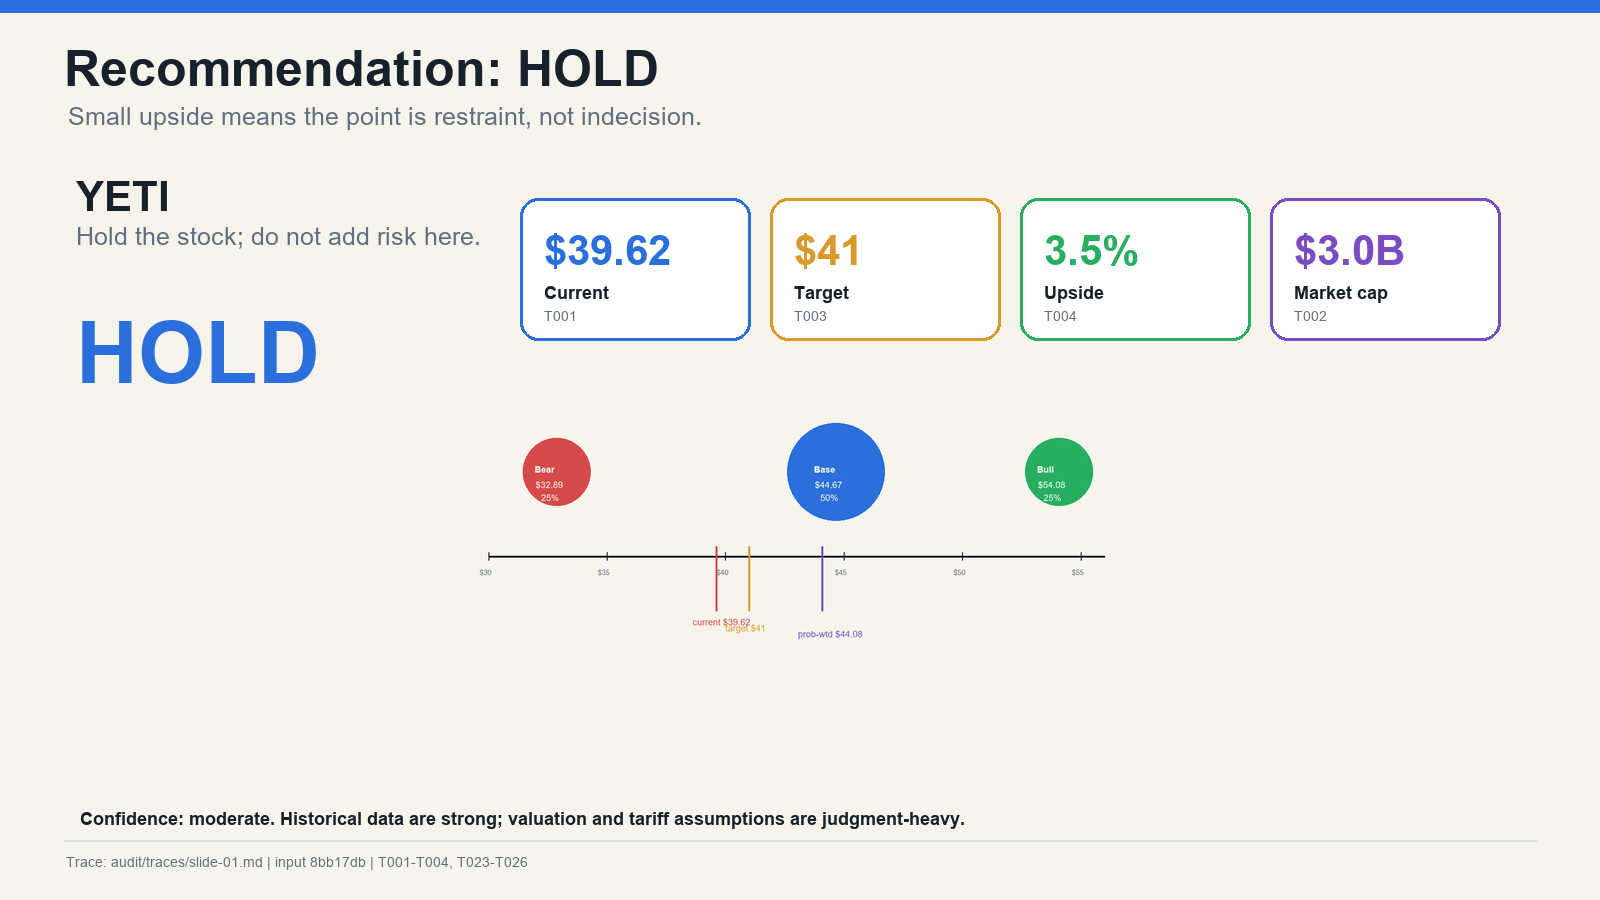 Recommendation: HOLD
Small upside means the point is restraint, not indecision.
YETI
Hold the stock; do not add risk here.
HOLD
$39.62
Current
T001
$41
Target
T003
3.5%
Upside
T004
$3.0B
Market cap
T002
Bear
$32.89
25%
Base
$44.67
50%
Bull
$54.08
25%
$30
$35
$40
$45
$50
$55
current $39.62
target $41
prob-wtd $44.08
Confidence: moderate. Historical data are strong; valuation and tariff assumptions are judgment-heavy.
Trace: audit/traces/slide-01.md | input 8bb17db | T001-T004, T023-T026